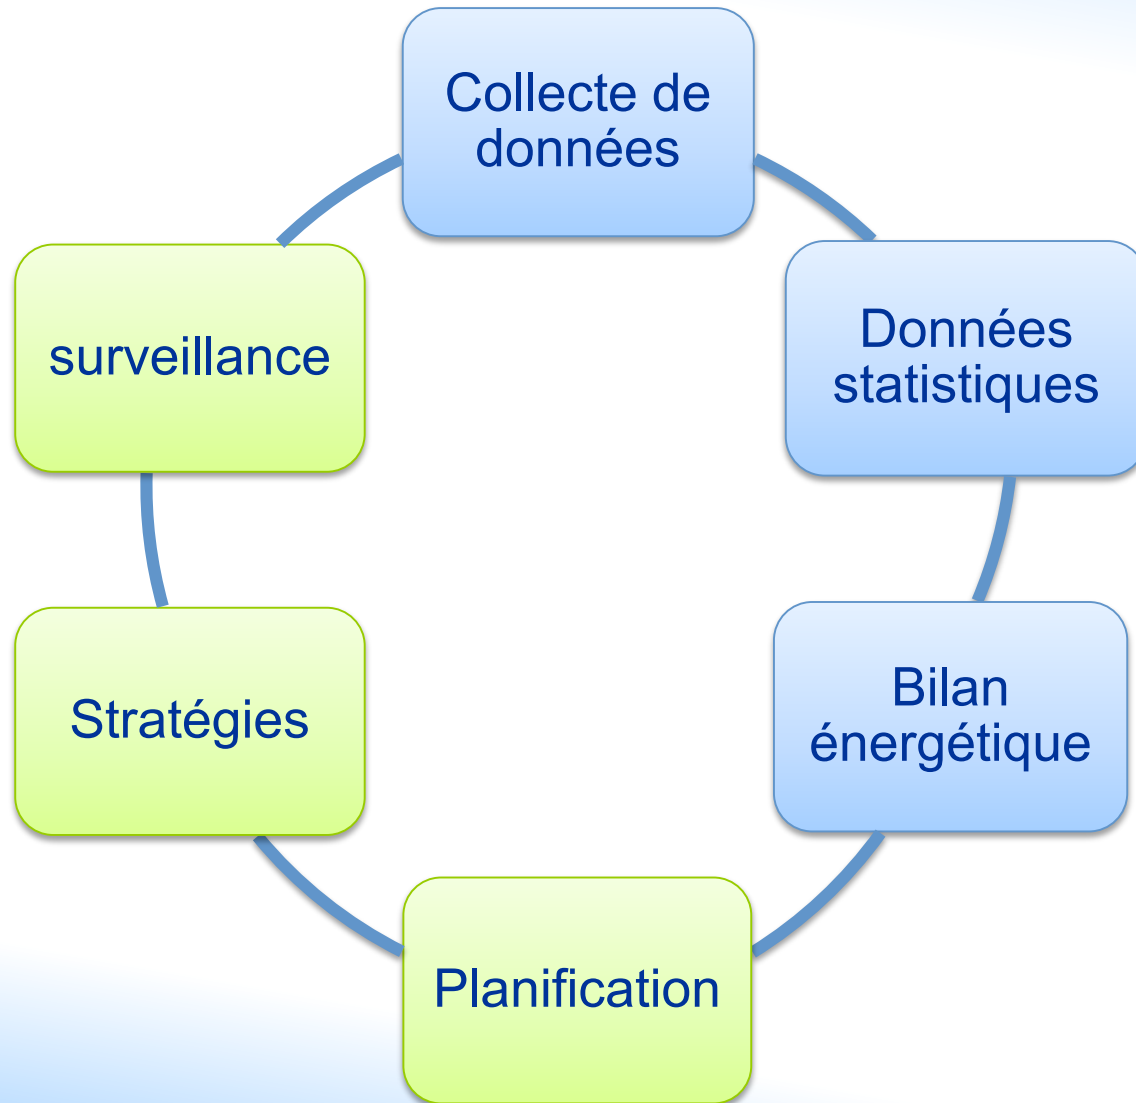 Collecte de
données
Données
statistiques
Bilan
énergétique
Planification
Stratégies
surveillance